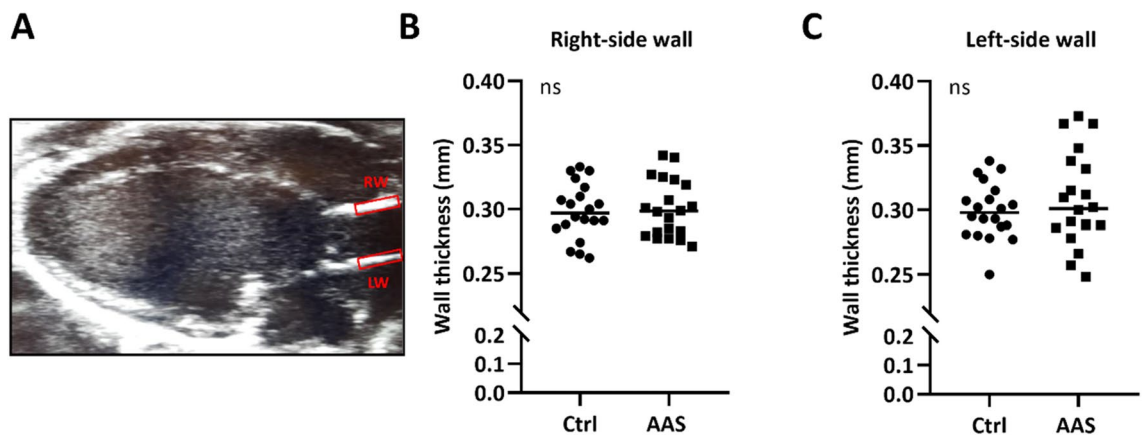 A
RW
LW
B
Right-side wall
ns
Wall thickness (mm)
0.40
0.35
0.30
0.25
0.2
0.1
0.0
Ctrl
AAS
C
Left-side wall
ns
Wall thickness (mm)
0.40
0.35
0.30
0.25
0.2
0.1
0.0
Ctrl
AAS